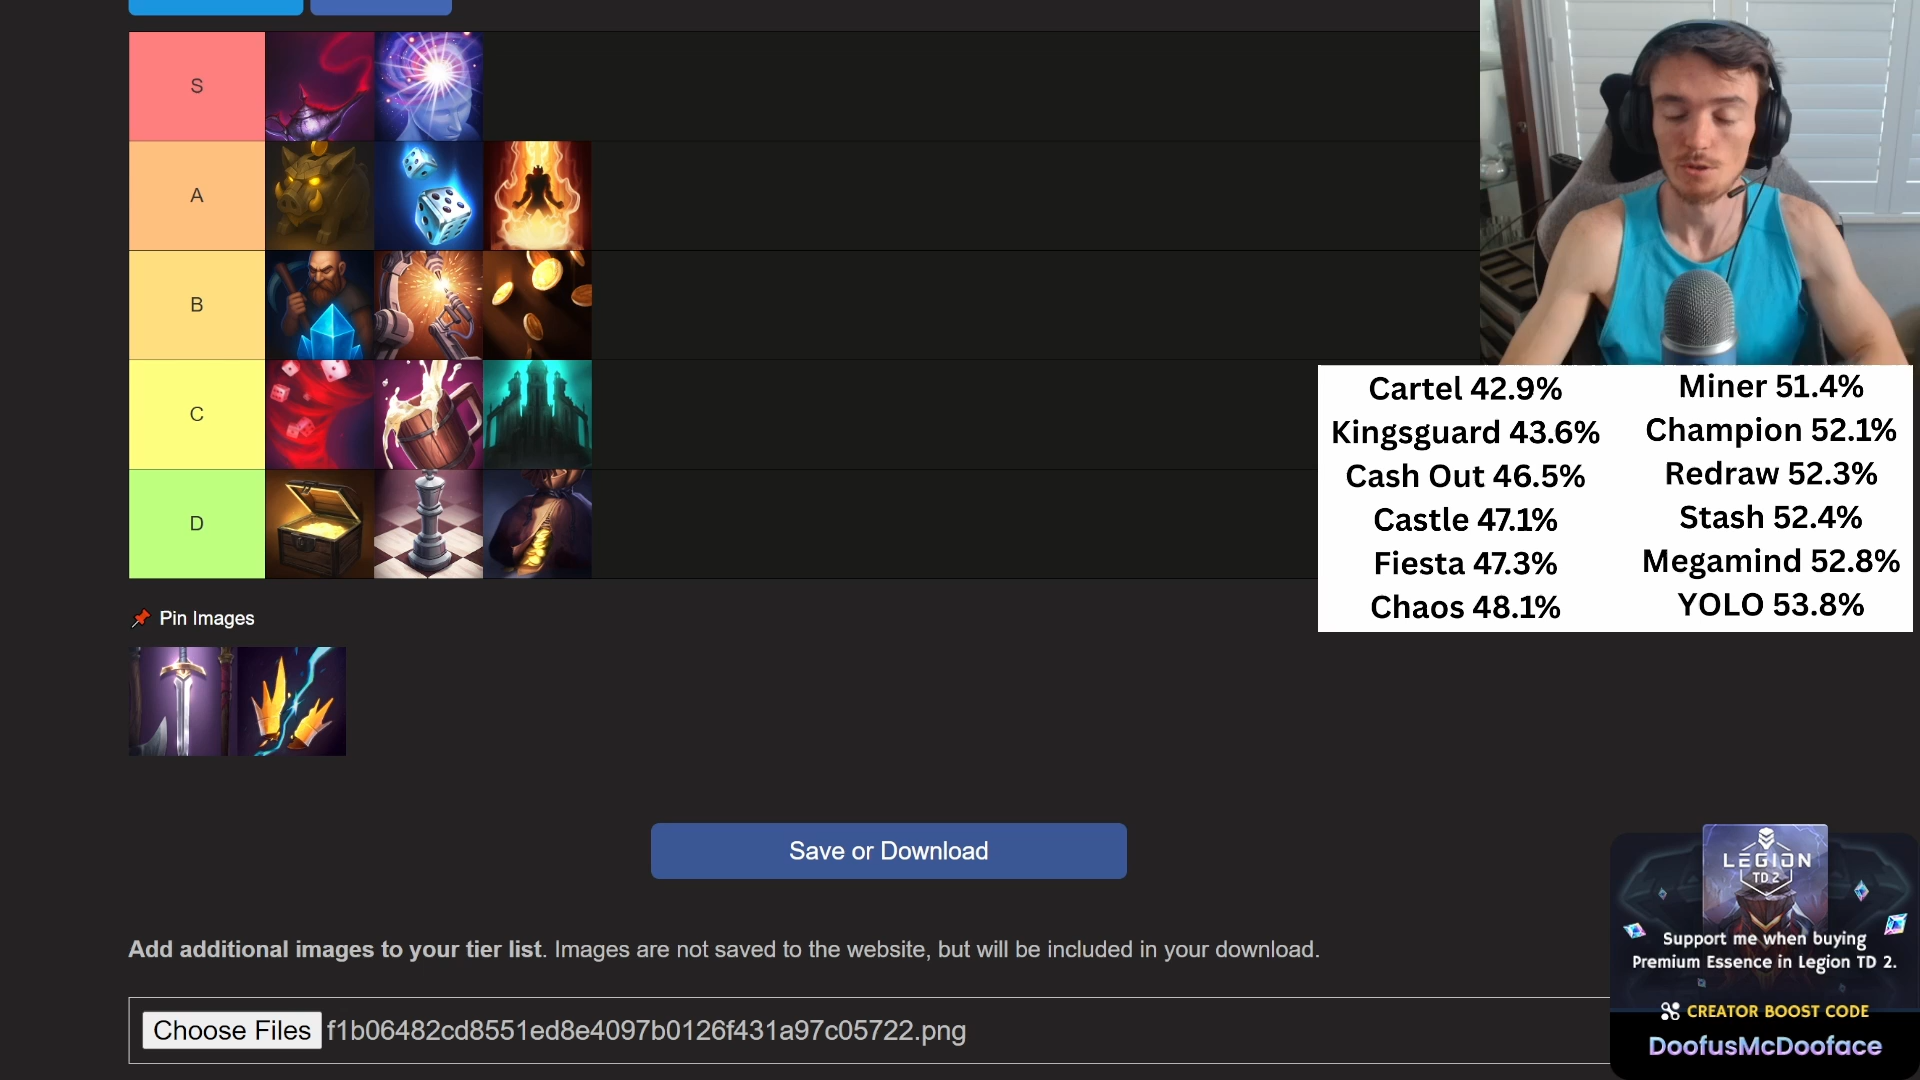 S
A
B
C
D
Cartel 42.9%
Kingsguard 43.6%
Cash Out 46.5%
Castle 47.1%
Fiesta 47.3%
Chaos 48.1%
Miner 51.4%
Champion 52.1%
Redraw 52.3%
Stash 52.4%
Megamind 52.8%
YOLO 53.8%
Pin Images
Save or Download
Add additional images to your tier list. Images are not saved to the website, but will be included in your download.
Choose Files f1b06482cd8551ed8e4097b0126f431a97c05722.png
LEGION
TD 2
Support me when buying
Premium Essence in Legion TD 2.
CREATOR BOOST CODE
DoofusMcDooface